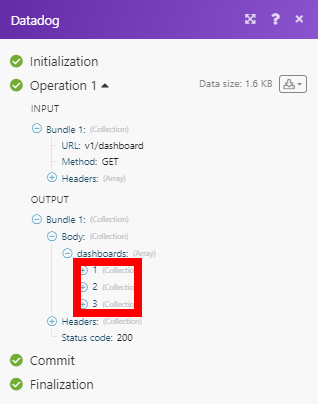 Datadog
Initialization
Operation 1
Data size: 1.6 KB
INPUT
Bundle 1: (Collection)
URL: v1/dashboard
Method: GET
Headers: (Array)
OUTPUT
Bundle 1: (Collection)
Body: (Collection)
dashboards: (Array)
1 (Collection
2 (Collection
3 (Collection
Headers: (Collection)
Status code: 200
Commit
Finalization